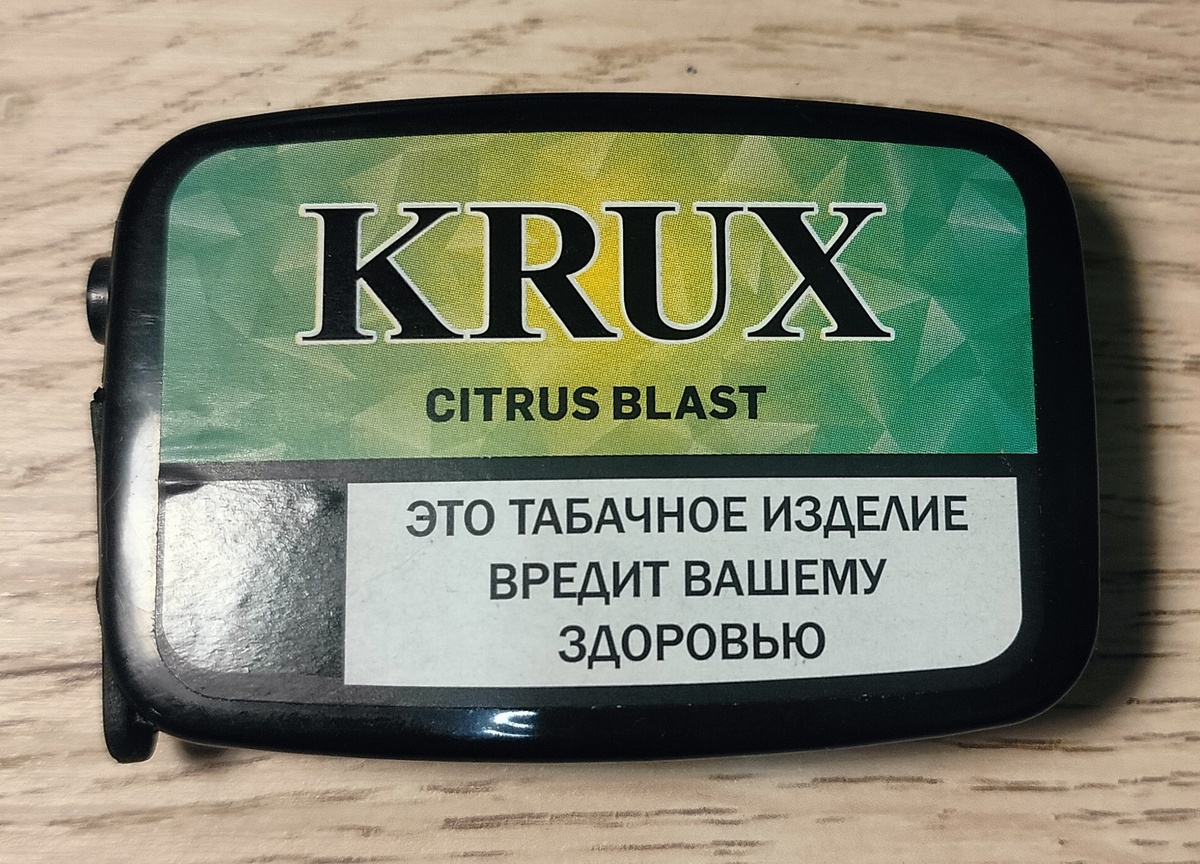 KRUX
CITRUS BLAST
ЭТО ТАБАЧНОЕ ИЗДЕЛИЕ
ВРЕДИТ ВАШЕМУ
ЗДОРОВЬЮ